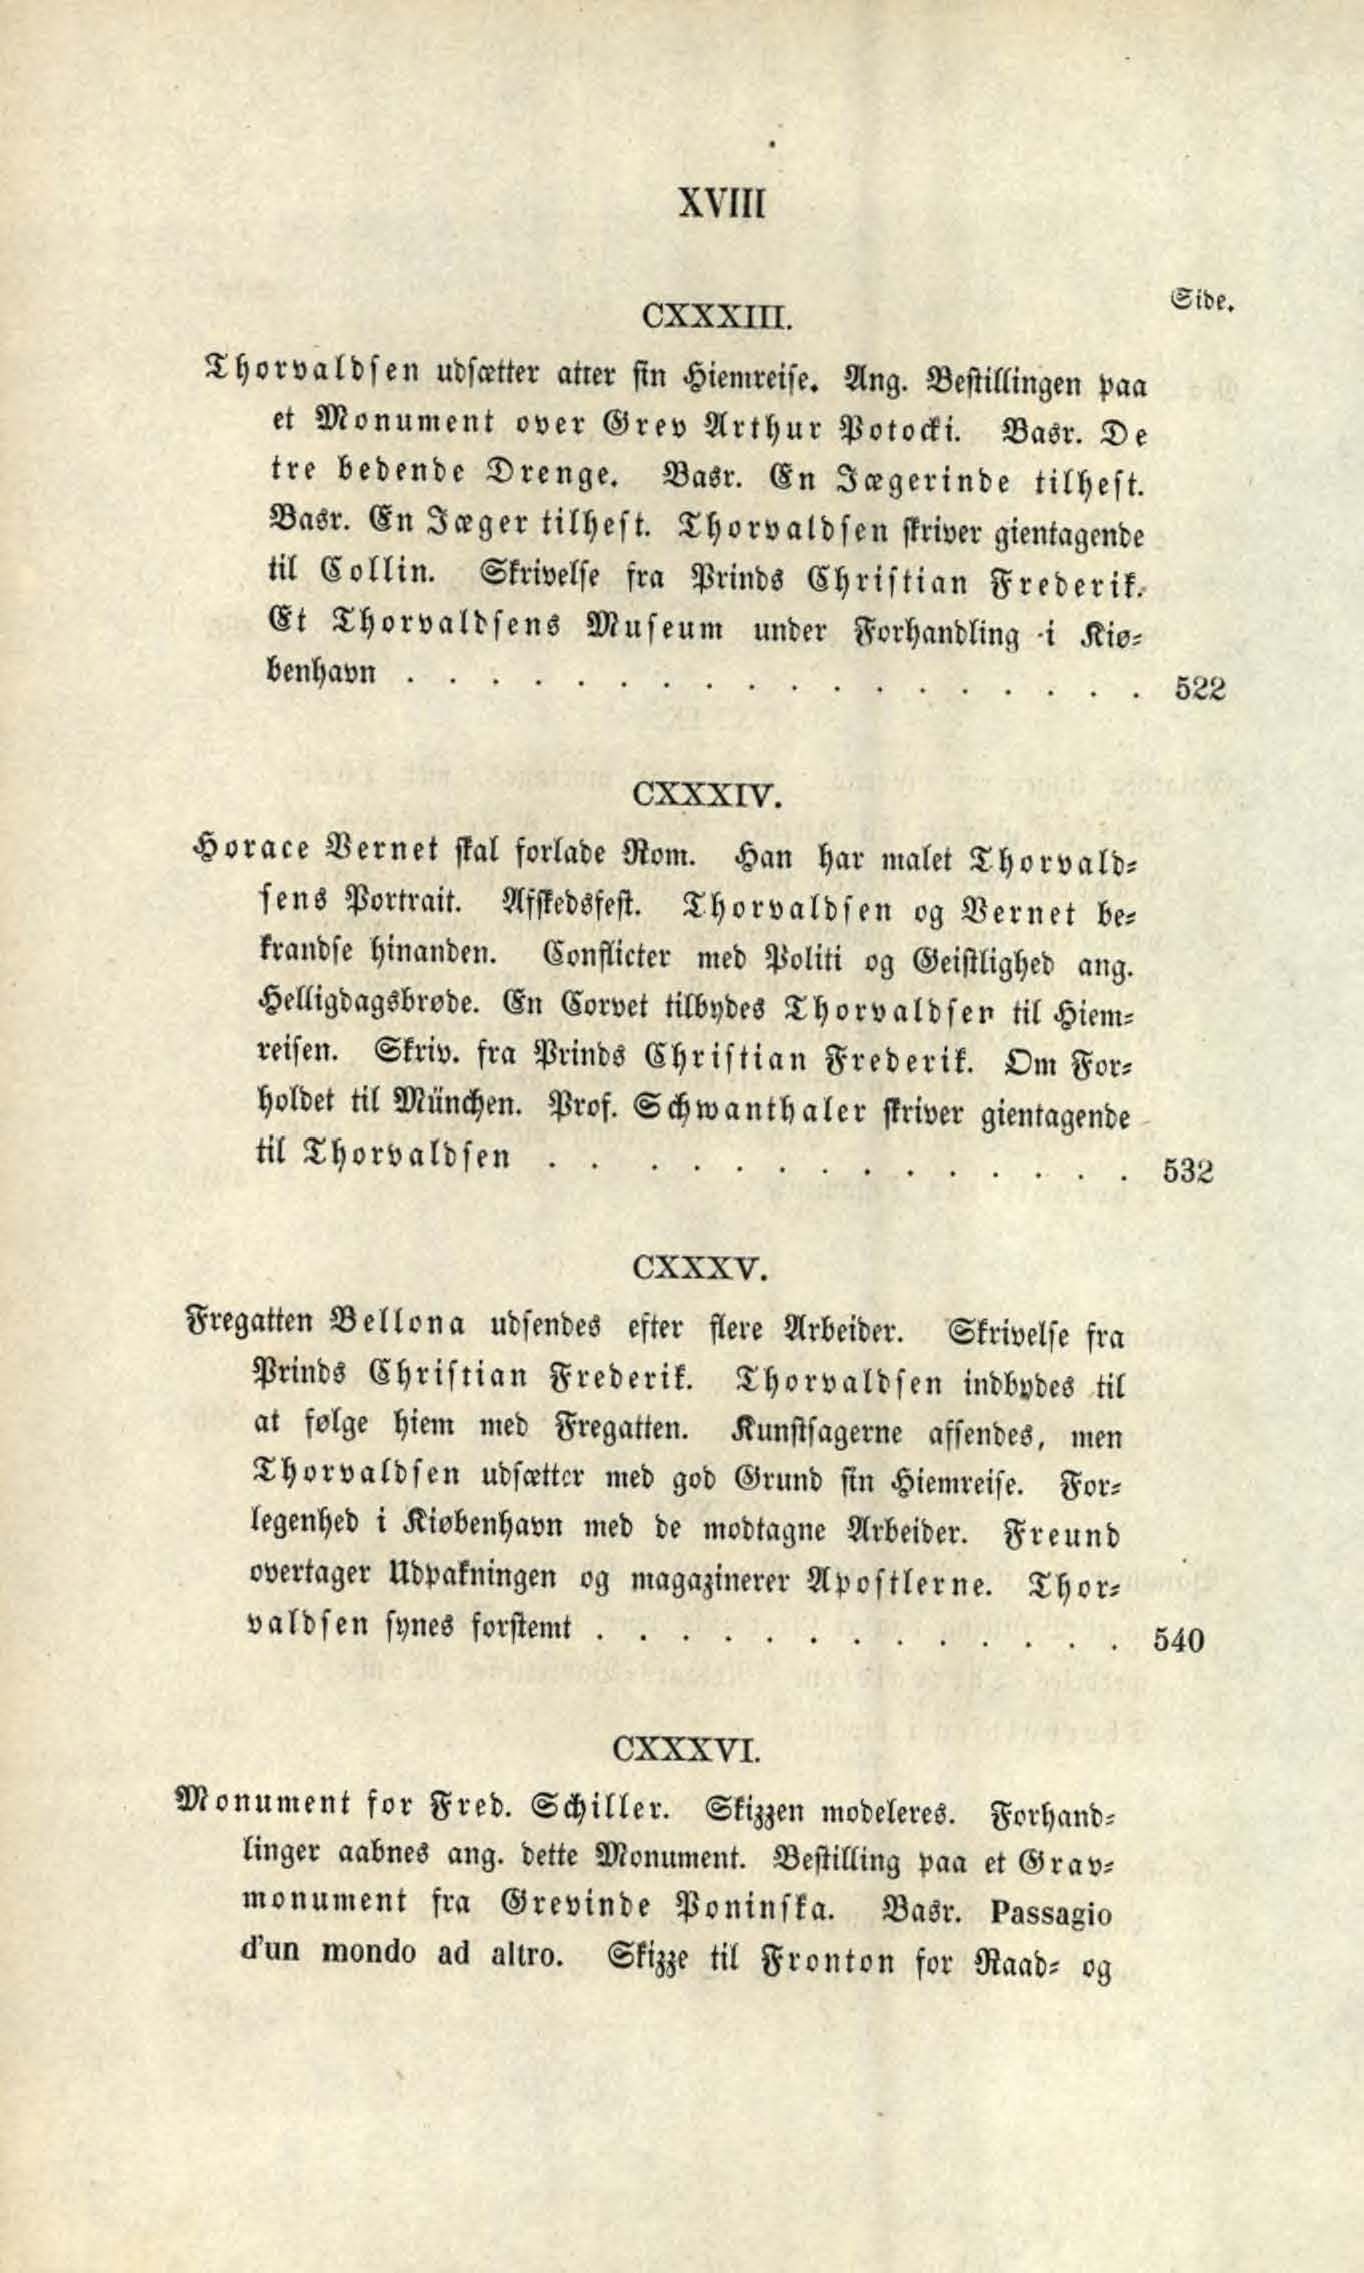 XVIII
Side.
CXXXIII.
Thorvaldsen udsætter atter sin Hiemreise. Ang. Bestillingen paa
et Monument over Grev Arthur Potocki. Basr. De
tre bedende Drenge. Basr. En Jægerinde tilhest.
Basr. En Jæger tilhest. Thorvaldsen skriver gientagende
til Collin. Skrivelse fra Prinds Christian Frederik.
Et Thorvaldsens Museum under Forhandling i Kiø-
benhavn . . . . . . . . . . . . . . . . . . 522
CXXXIV.
Horace Vernet skal forlade Rom. Han har malet Thorvald-
sens Portrait. Afskedsfest. Thorvaldsen og Vernet be-
krandse hinanden. Conflicter med Politi og Geistlighed ang.
Helligdagsbrøde. En Corvet tilbydes Thorvaldsen til Hiem-
reisen. Skriv. fra Prinds Christian Frederik. Om For-
holdet til München. Prof. Schwanthaler skriver gientagende
til Thorvaldsen . . . . . . . . . . . . . . 532
CXXXV.
Fregatten Bellona udsendes efter flere Arbeider. Skrivelse fra
Prinds Christian Frederik. Thorvaldsen indbydes til
at følge hiem med Fregatten. Kunstsagerne afsendes, men
Thorvaldsen udsætter med god Grund sin Hiemreise. For-
legenhed i Kiøbenhavn med de modtagne Arbeider. Freund
overtager Udpakningen og magazinerer Apostlerne. Thor-
valdsen synes forstemt . . . . . . . . . . . . . 540
CXXXVI.
Monument for Fred. Schiller. Skizzen modeleres. Forhand-
linger aabnes ang. dette Monument. Bestilling paa et Grav-
monument fra Grevinde Poninska. Basr. Passagio
d'un mondo ad altro. Skizze til Fronton for Raad- og